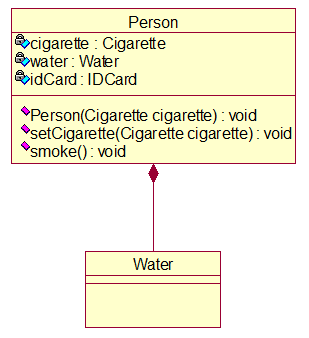 Person
cigarette : Cigarette
water : Water
idCard : IDCard
Person(Cigarette cigarette) : void
setCigarette(Cigarette cigarette) : void
smoke() : void
Water